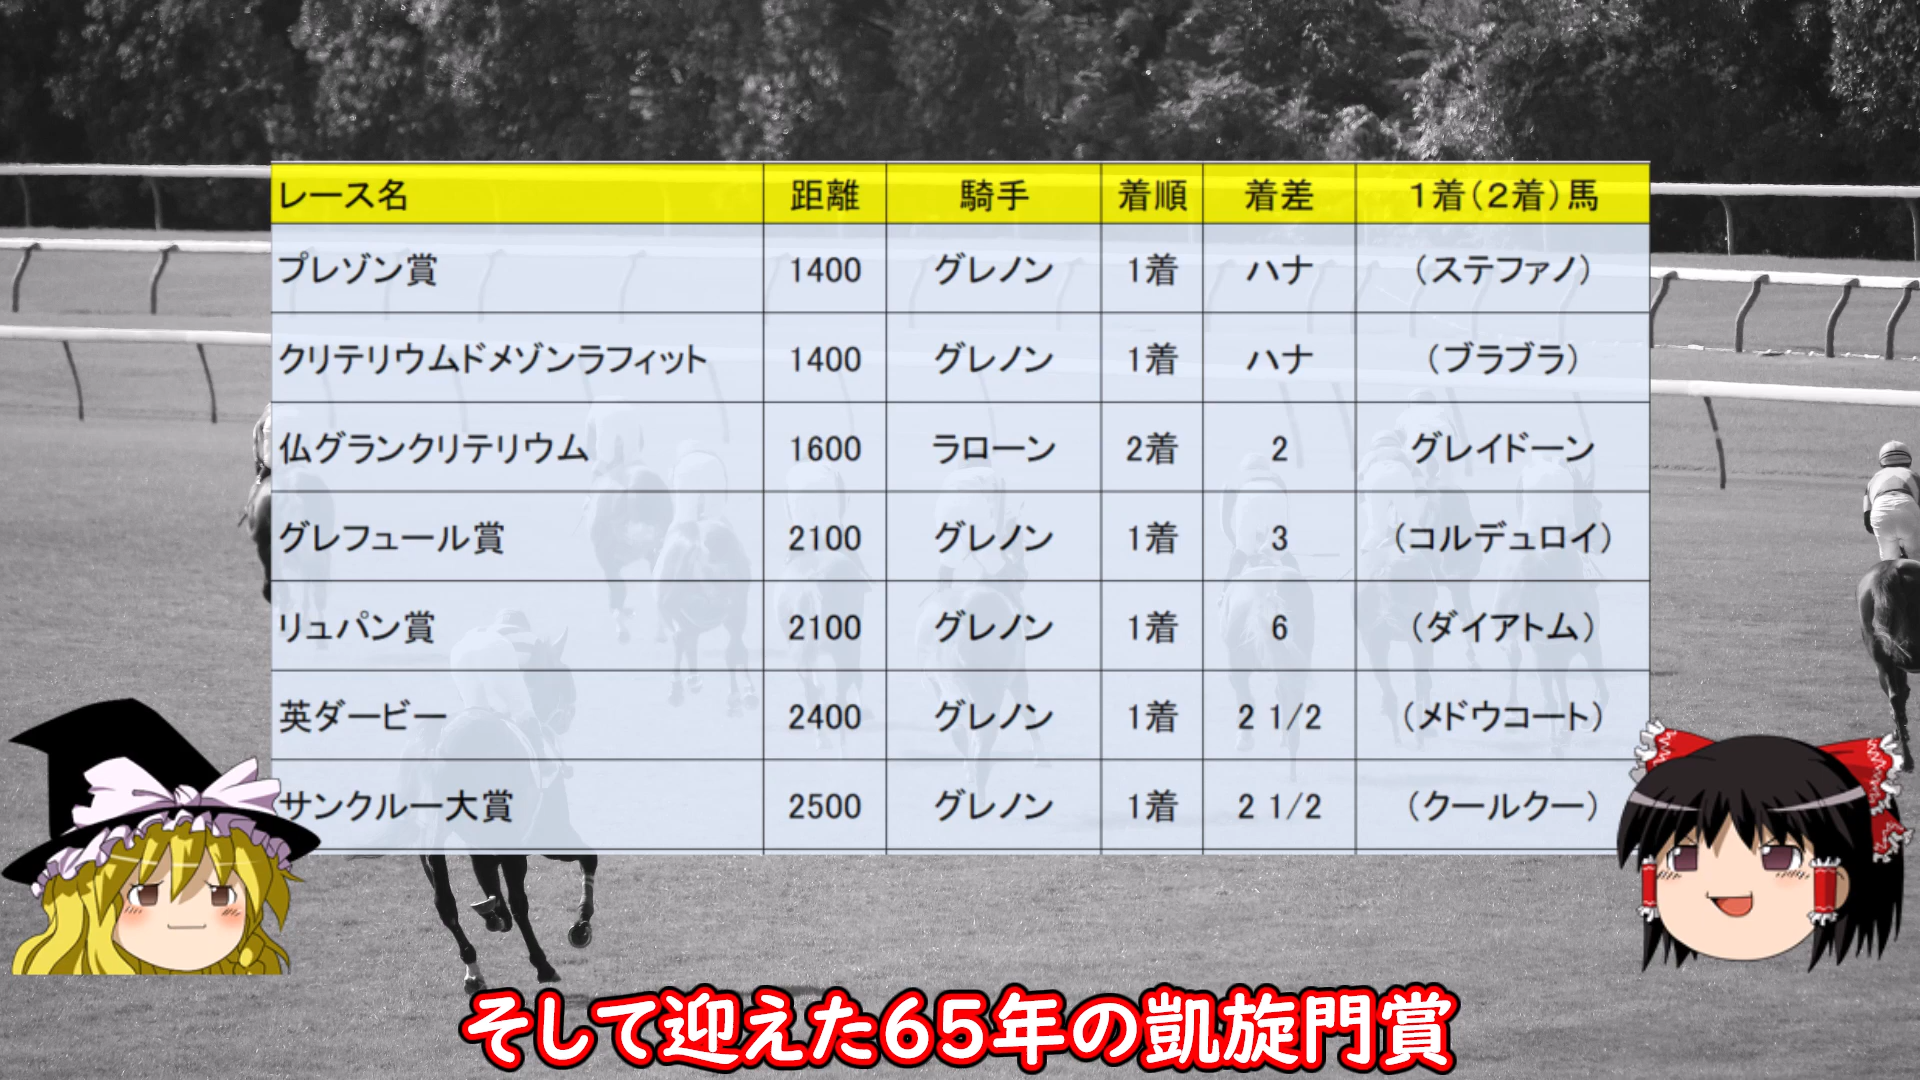 レース名 距離 騎手 着順 着差 1着(2着)馬
プレゾン賞 1400 グレノン 1着 ハナ (ステファノ)
クリテリウムドメゾンラフィット 1400 グレノン 1着 ハナ (ブラブラ)
仏グランクリテリウム 1600 ラローン 2着 2 グレイドーン
グレフュール賞 2100 グレノン 1着 3 (コルデュロイ)
リュパン賞 2100 グレノン 1着 6 (ダイアトム)
英ダービー 2400 グレノン 1着 2 1/2 (メドウコート)
サンクルー大賞 2500 グレノン 1着 2 1/2 (クールクー)
そして迎えた65年の凱旋門賞